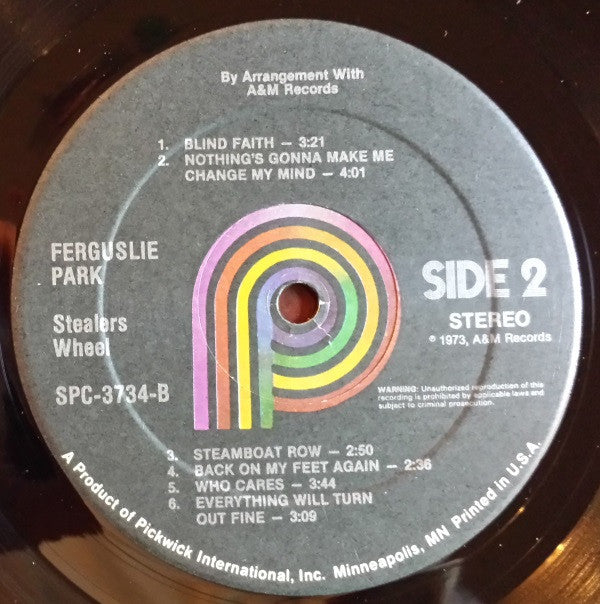 By Arrangement With
A&M Records
1. BLIND FAITH – 3:21
2. NOTHING'S GONNA MAKE ME
CHANGE MY MIND – 4:01
FERGUSLIE
PARK
Stealers
Wheel
SPC-3734-B
SIDE 2
STEREO
℗ 1973, A&M Records
WARNING: Unauthorized reproduction of this
recording is prohibited by applicable laws and
subject to criminal prosecution.
3. STEAMBOAT ROW – 2:50
4. BACK ON MY FEET AGAIN – 2:36
5. WHO CARES – 3:44
6. EVERYTHING WILL TURN
OUT FINE – 3:09
A Product of Pickwick International, Inc. Minneapolis, MN Printed in U.S.A.